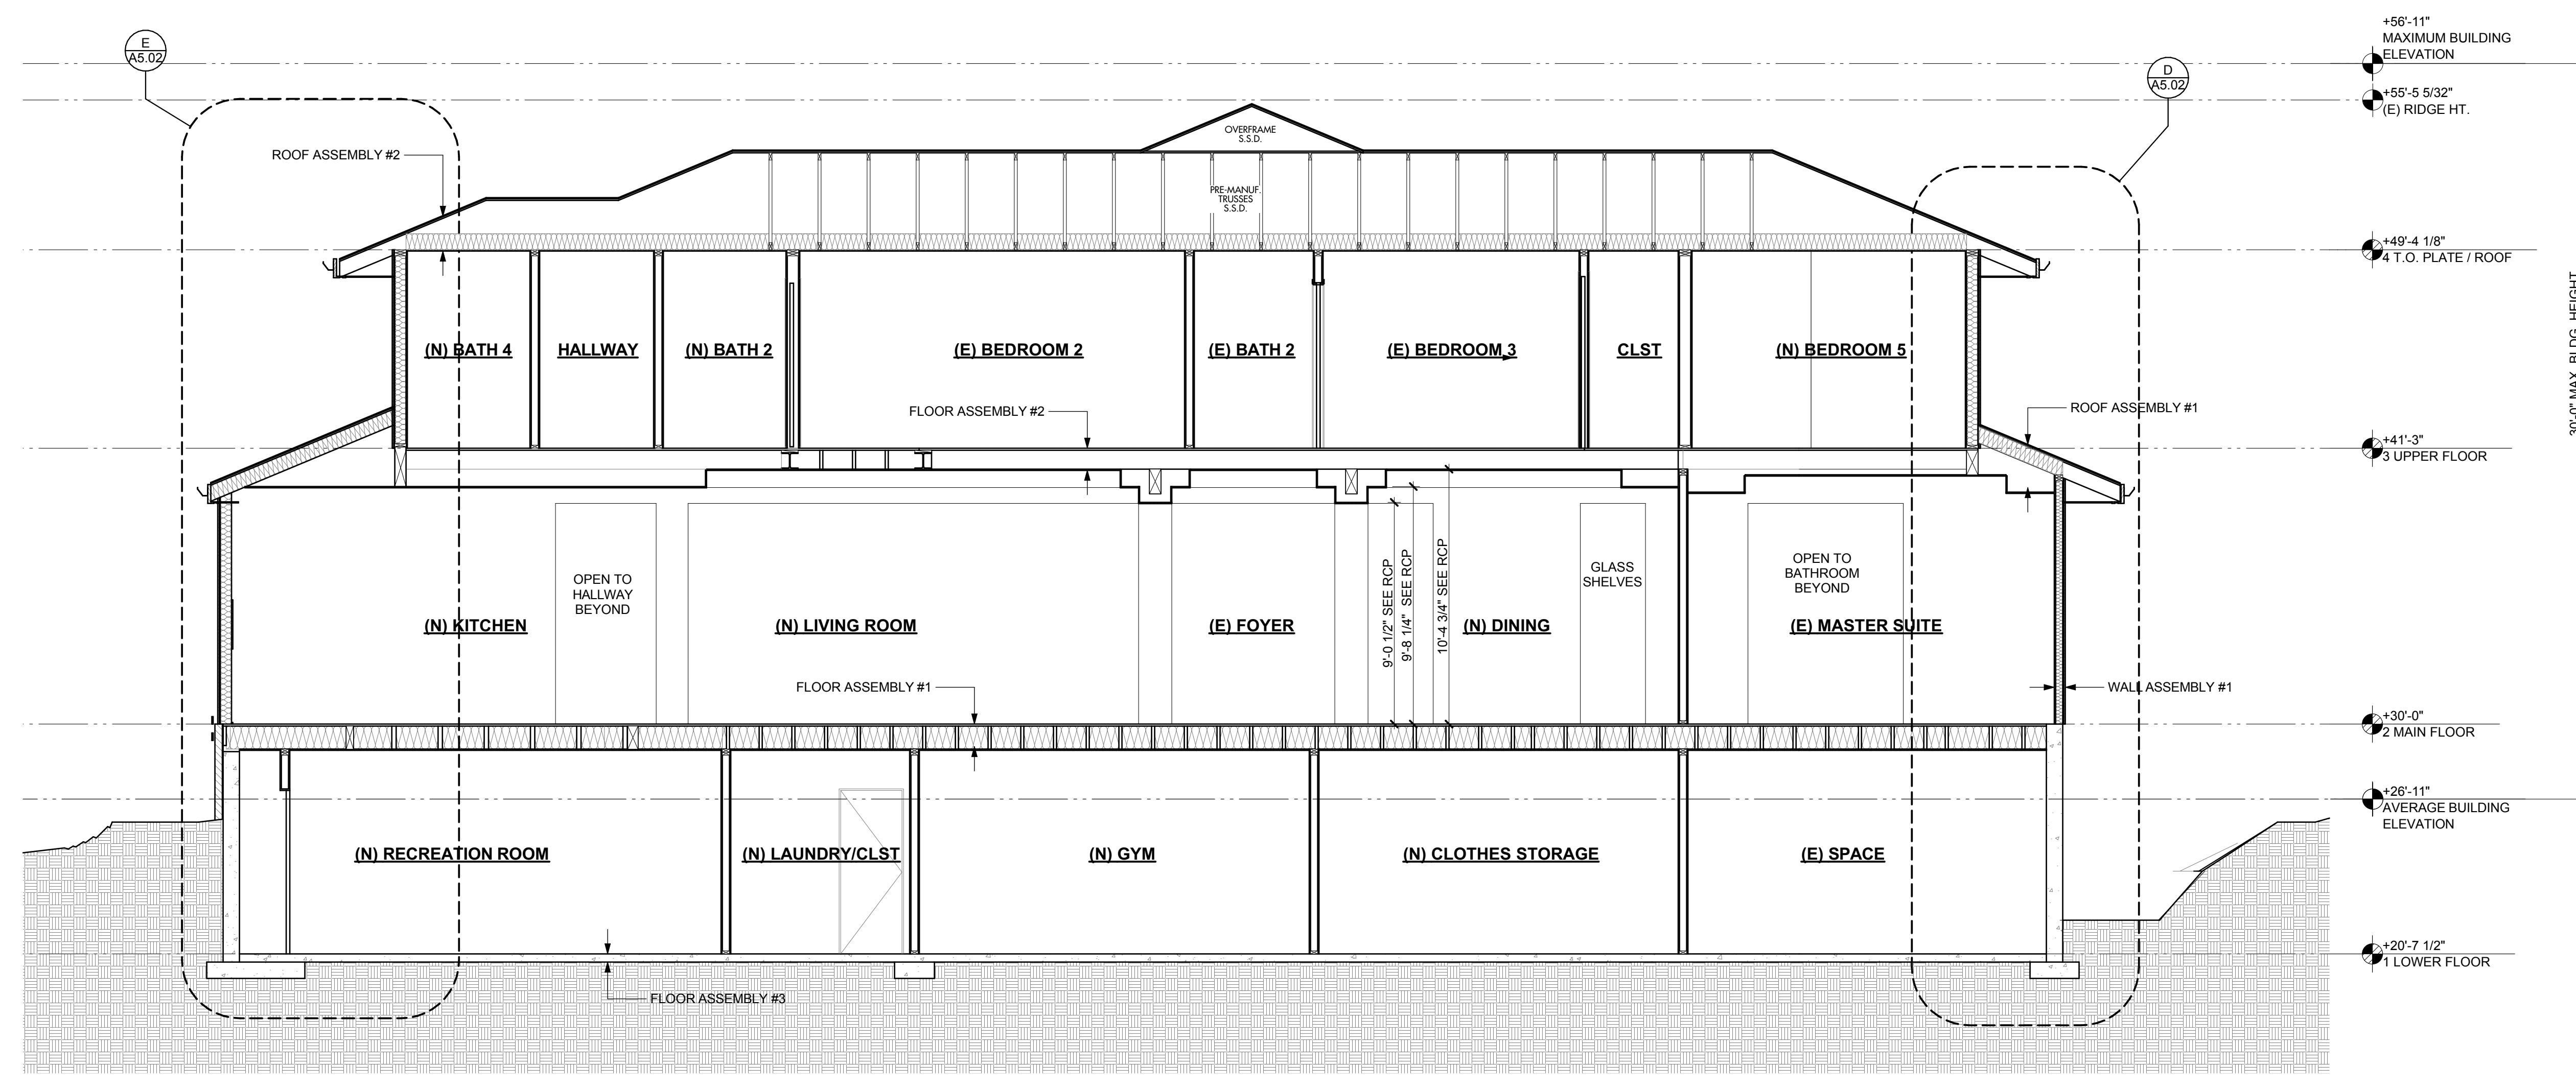 +56'-11"
MAXIMUM BUILDING
ELEVATION
E
A5.02
D
A5.02
+55'-5 5/32"
(E) RIDGE HT.
OVERFRAME
S.S.D.
ROOF ASSEMBLY #2
PRE-MANUF.
TRUSSES
S.S.D.
+49'-4 1/8"
4 T.O. PLATE / ROOF
30'-0" MAX. BLDG. HEIGHT
(N) BATH 4
HALLWAY
(N) BATH 2
(E) BEDROOM 2
(E) BATH 2
(E) BEDROOM 3
CLST
(N) BEDROOM 5
FLOOR ASSEMBLY #2
ROOF ASSEMBLY #1
+41'-3"
3 UPPER FLOOR
OPEN TO
HALLWAY
BEYOND
9'-0 1/2" SEE RCP
9'-8 1/4" SEE RCP
10'-4 3/4" SEE RCP
GLASS
SHELVES
OPEN TO
BATHROOM
BEYOND
(N) KITCHEN
(N) LIVING ROOM
(E) FOYER
(N) DINING
(E) MASTER SUITE
FLOOR ASSEMBLY #1
WALL ASSEMBLY #1
+30'-0"
2 MAIN FLOOR
+26'-11"
AVERAGE BUILDING
ELEVATION
(N) RECREATION ROOM
(N) LAUNDRY/CLST
(N) GYM
(N) CLOTHES STORAGE
(E) SPACE
+20'-7 1/2"
1 LOWER FLOOR
FLOOR ASSEMBLY #3